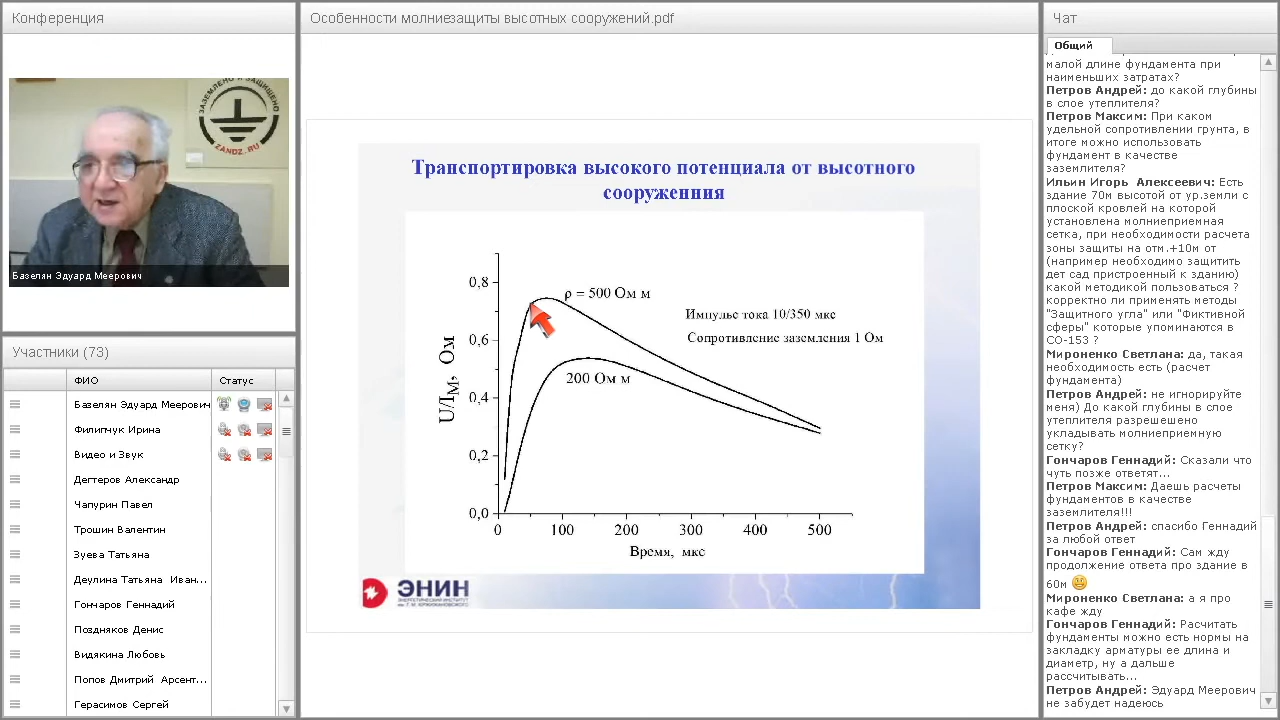 Конференция
ЗАЗЕМЛЕНО И ЗАЩИЩЕНО
ZANDZ.RU
Базелян Эдуард Меерович
Участники (73)
ФИО
Статус
Базелян Эдуард Меерович
Филипчук Ирина
Видео и Звук
Дегтеров Александр
Чапурин Павел
Трошин Валентин
Зуева Татьяна
Деулина Татьяна Иван...
Гончаров Геннадий
Поздняков Денис
Видякина Любовь
Попов Дмитрий Арсент...
Герасимов Сергей
Особенности молниезащиты высотных сооружений.pdf
Транспортировка высокого потенциала от высотного
сооруженния
0,8
0,6
0,4
0,2
0,0
U/IM, Ом
ρ = 500 Ом м
200 Ом м
Импульс тока 10/350 мкс
Сопротивление заземления 1 Ом
0 100 200 300 400 500
Время, мкс
ЭНИН
ЭНЕРГЕТИЧЕСКИЙ ИНСТИТУТ
им. Г. М. КРЖИЖАНОВСКОГО
Чат
Общий
малой длине фундамента при
наименьших затратах?
Петров Андрей: до какой глубины
в слое утеплителя?
Петров Максим: При каком
удельной сопротивлении грунта, в
итоге можно использовать
фундамент в качестве
заземлителя?
Ильин Игорь Алексеевич: Есть
здание 70м высотой от ур.земли с
плоской кровлей на которой
установлена молниеприемная
сетка, при необходимости расчета
зоны защиты на отм.+10м от
(например необходимо защитить
дет сад пристроенный к зданию)
какой методикой пользоваться ?
корректно ли применять методы
"Защитного угла" или "Фиктивной
сферы" которые упоминаются в
СО-153 ?
Мироненко Светлана: да, такая
необходимость есть (расчет
фундамента)
Петров Андрей: не игнорируйте
меня) До какой глубины в слое
утеплителя разрешешено
укладывать молниеприемную
сетку?
Гончаров Геннадий: Сказали что
чуть позже ответят...
Петров Максим: Даешь расчеты
фундаментов в качестве
заземлителя!!!
Петров Андрей: спасибо Геннадий
за любой ответ
Гончаров Геннадий: Сам жду
продолжение ответа про здание в
60м
Мироненко Светлана: а я про
кафе жду
Гончаров Геннадий: Расчитать
фундаменты можно есть нормы на
закладку арматуры ее длина и
диаметр, ну а дальше
рассчитывать...
Петров Андрей: Эдуард Меерович
не забудет надеюсь